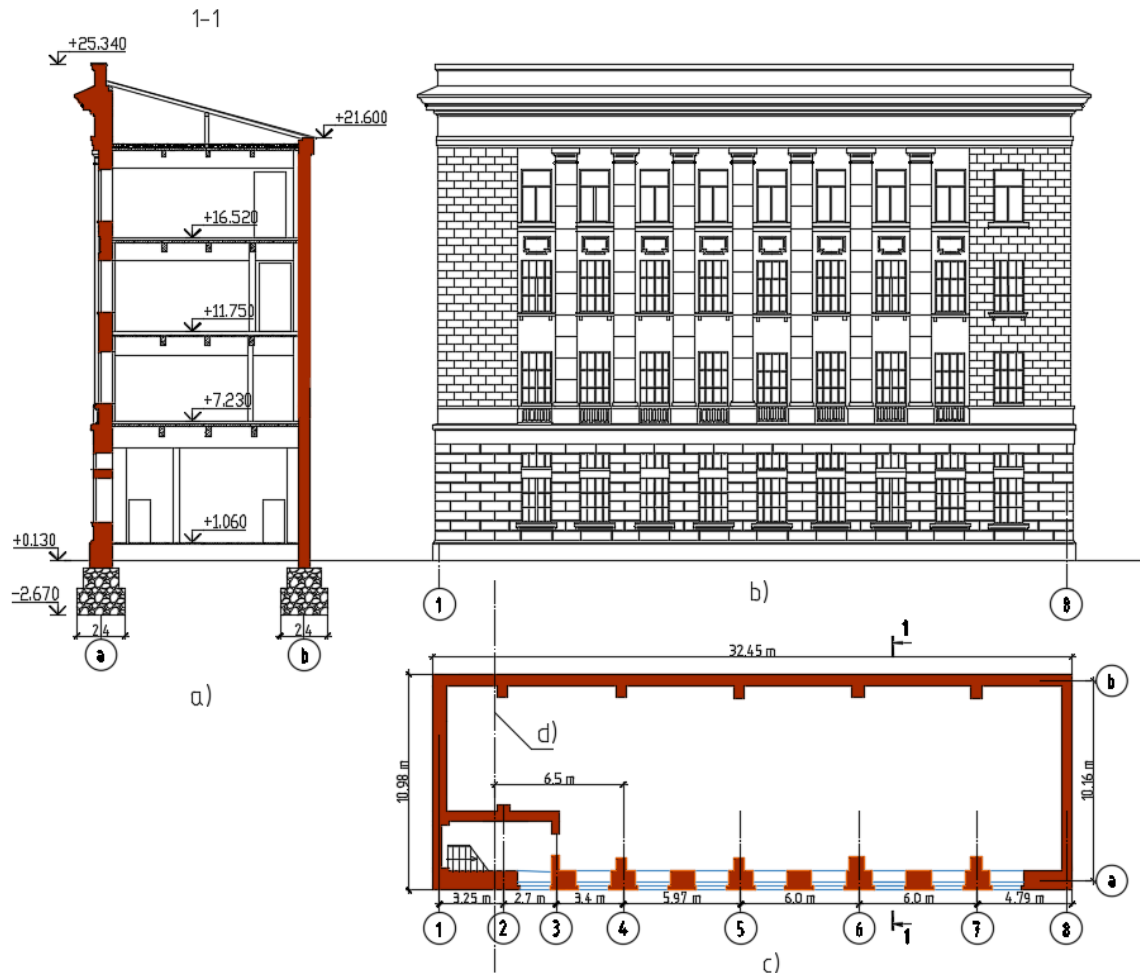 1-1
+25.340
+21.600
+16.520
+11.750
+7.230
+1.060
+0.130
-2.670
2.4
2.4
a
b
a)
1
8
b)
1
32.45 m
b
d)
6.5 m
10.98 m
10.16 m
a
3.25 m
2.7 m
3.4 m
5.97 m
6.0 m
6.0 m
4.79 m
1
2
3
4
5
6
1
7
8
c)